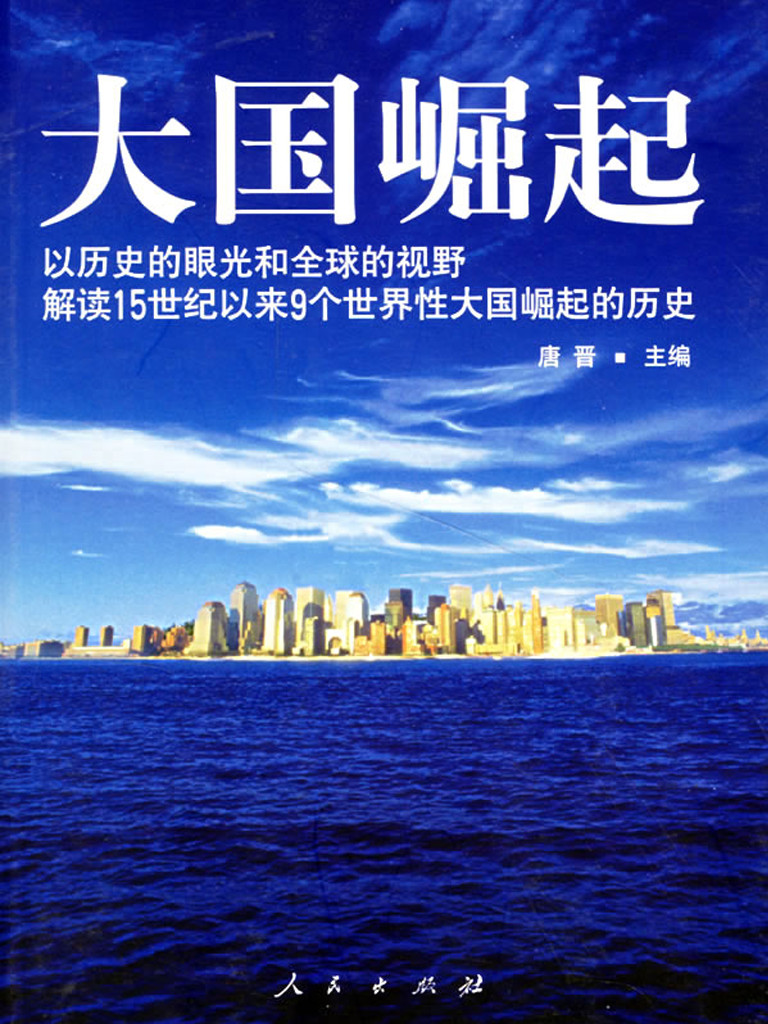 大国崛起
以历史的眼光和全球的视野
解读15世纪以来9个世界性大国崛起的历史
唐 晋 ■ 主编
人民出版社